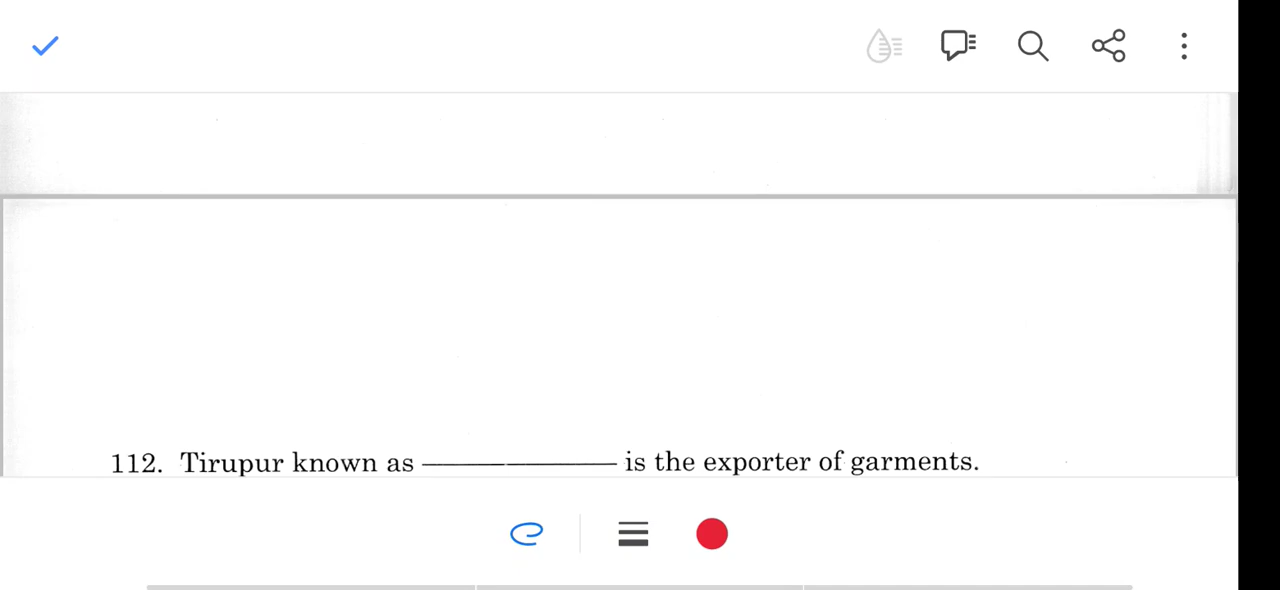 112. Tirupur known as ——————— is the exporter of garments.